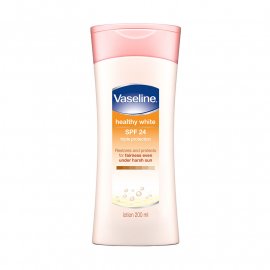 Vaseline
healthy white
SPF 24
triple protection
Restores and protects
for fairness even
under harsh sun
lotion 200 ml